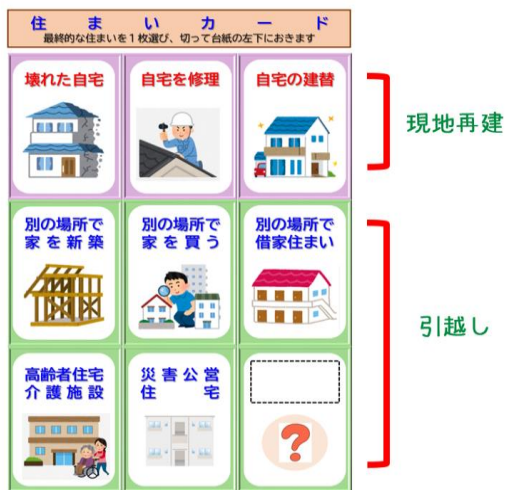 住まいカード
最終的な住まいを１枚選び、切って台紙の左下におきます
壊れた自宅
自宅を修理
自宅の建替
現地再建
別の場所で
家を新築
別の場所で
家を買う
別の場所で
借家住まい
引越し
高齢者住宅
介護施設
災害公営
住宅
?